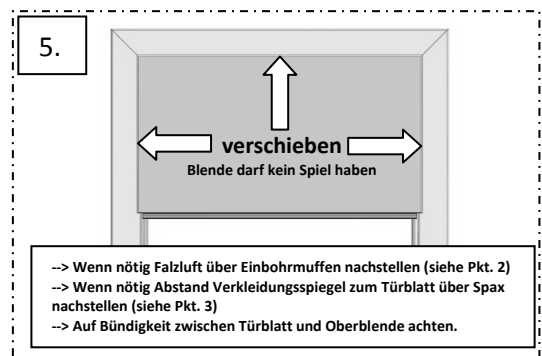 5.
verschieben
Blende darf kein Spiel haben
--> Wenn nötig Falzluft über Einbohrmuffen nachstellen (siehe Pkt. 2)
--> Wenn nötig Abstand Verkleidungsspiegel zum Türblatt über Spax
nachstellen (siehe Pkt. 3)
--> Auf Bündigkeit zwischen Türblatt und Oberblende achten.